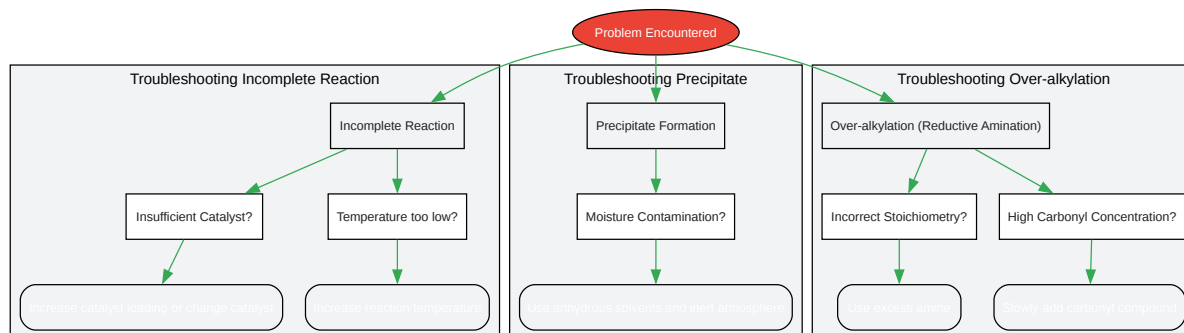 Problem Encountered
Troubleshooting Incomplete Reaction
Troubleshooting Precipitate
Troubleshooting Over-alkylation
Incomplete Reaction
Precipitate Formation
Over-alkylation (Reductive Amination)
Insufficient Catalyst?
Temperature too low?
Moisture Contamination?
Incorrect Stoichiometry?
High Carbonyl Concentration?
Increase catalyst loading or change catalyst
Increase reaction temperature
Use anhydrous solvents and inert atmosphere
Use excess amine
Slowly add carbonyl compound